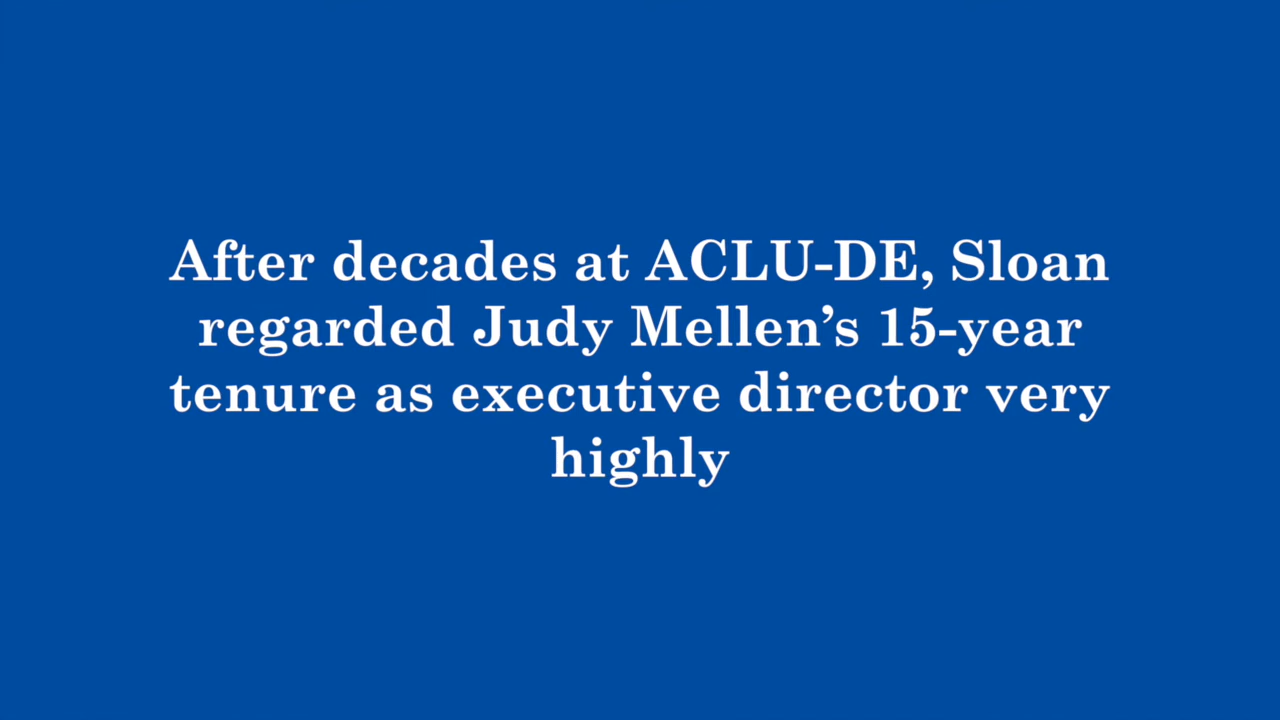 After decades at ACLU-DE, Sloan
regarded Judy Mellen’s 15-year
tenure as executive director very
highly